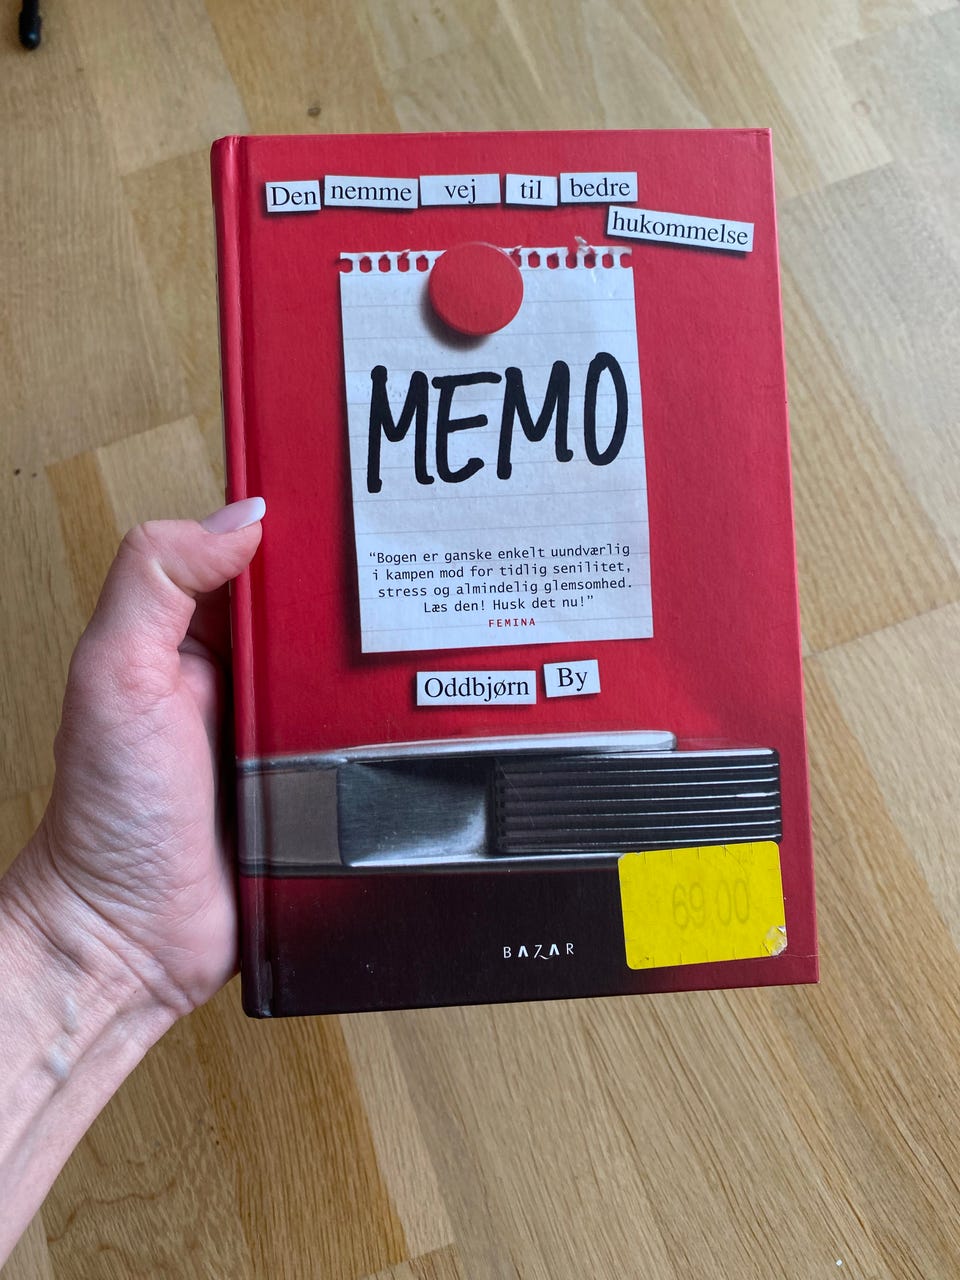 Den nemme vej til bedre
hukommelse
MEMO
“Bogen er ganske enkelt uundværlig
i kampen mod for tidlig senilitet,
stress og almindelig glemsomhed.
Læs den! Husk det nu!”
FEMINA
Oddbjørn By
69.00
BAZAR